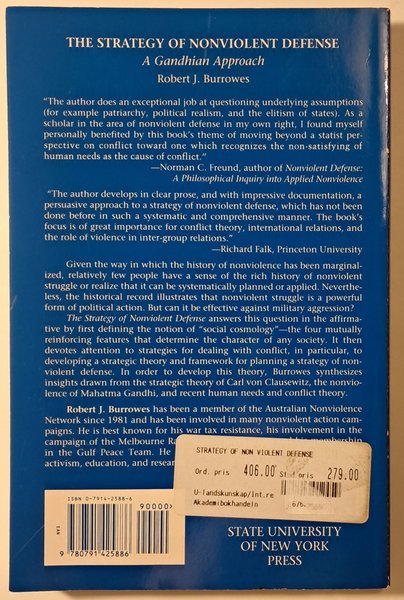 THE STRATEGY OF NONVIOLENT DEFENSE
A Gandhian Approach
Robert J. Burrowes
"The author does an exceptional job at questioning underlying assumptions
(for example patriarchy, political realism, and the elitism of states). As a
scholar in the area of nonviolent defense in my own right, I found myself
personally benefited by this book's theme of moving beyond a statist per-
spective on conflict toward one which recognizes the non-satisfying of
human needs as the cause of conflict."
—Norman C. Freund, author of Nonviolent Defense:
A Philosophical Inquiry into Applied Nonviolence
"The author develops in clear prose, and with impressive documentation, a
persuasive approach to a strategy of nonviolent defense, which has not been
done before in such a systematic and comprehensive manner. The book's
focus is of great importance for conflict theory, international relations, and
the role of violence in inter-group relations."
—Richard Falk, Princeton University
Given the way in which the history of nonviolence has been marginal-
ized, relatively few people have a sense of the rich history of nonviolent
struggle or realize that it can be systematically planned or applied. Neverthe-
less, the historical record illustrates that nonviolence is a powerful
form of political action. But can it be effective against military aggression?
The Strategy of Nonviolent Defense answers this question in the affirma-
tive by first defining the notion of "social cosmology"—the four mutually
reinforcing features that determine the character of any society. It then
devotes attention to strategies for dealing with conflict, in particular, to
developing a strategic theory and framework for planning a strategy of non-
violent defense. In order to develop this theory, Burrowes synthesizes
insights drawn from the strategic theory of Carl von Clausewitz, the nonvio-
lence of Mahatma Gandhi, and recent human needs and conflict theory.
Robert J. Burrowes has been a member of the Australian Nonviolence
Network since 1981 and has been involved in many nonviolent action cam-
paigns. He is best known for his war tax resistance, his involvement in the
campaign of the Melbourne membership
in the Gulf Peace Team. He
activism, education, and
STRATEGY OF NON VIOLENT DEFENSE
Ord. pris 406.00 pris 279.00
U-landskunskap/Int.re
Akademibokhandeln
ISBN 0-7914-2588-6
90000>
EAN
9 780791 425886
STATE UNIVERSITY
OF NEW YORK
PRESS